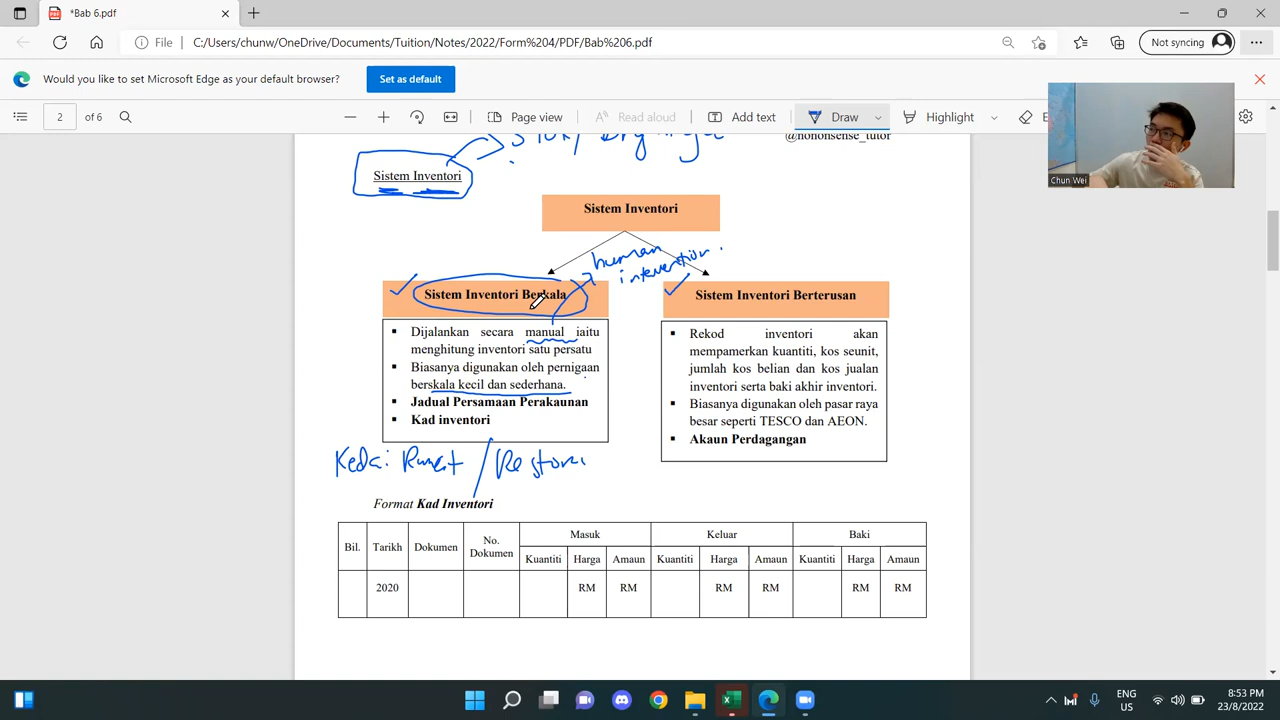 *Bab 6.pdf
File
C:/Users/chunw/OneDrive/Documents/Tuition/Notes/2022/Form%204/PDF/Bab%206.pdf
Not syncing
Would you like to set Microsoft Edge as your default browser?
Set as default
2
of 6
Page view
Read aloud
Add text
Draw
Highlight
@nononsense_tutor
Chun Wei
Sistem Inventori
Sistem Inventori
human
intervention.
Sistem Inventori Berkala
Dijalankan secara manual iaitu
menghitung inventori satu persatu
Biasanya digunakan oleh pernigaan
berskala kecil dan sederhana.
Jadual Persamaan Perakaunan
Kad inventori
Sistem Inventori Berterusan
Rekod inventori akan
mempamerkan kuantiti, kos seunit,
jumlah kos belian dan kos jualan
inventori serta baki akhir inventori.
Biasanya digunakan oleh pasar raya
besar seperti TESCO dan AEON.
Akaun Perdagangan
Kedai Runcit / Restoran
Format Kad Inventori
Bil. Tarikh Dokumen No. Dokumen Masuk Keluar Baki
Kuantiti Harga Amaun Kuantiti Harga Amaun Kuantiti Harga Amaun
2020 RM RM RM RM RM RM
ENG
US
8:53 PM
23/8/2022